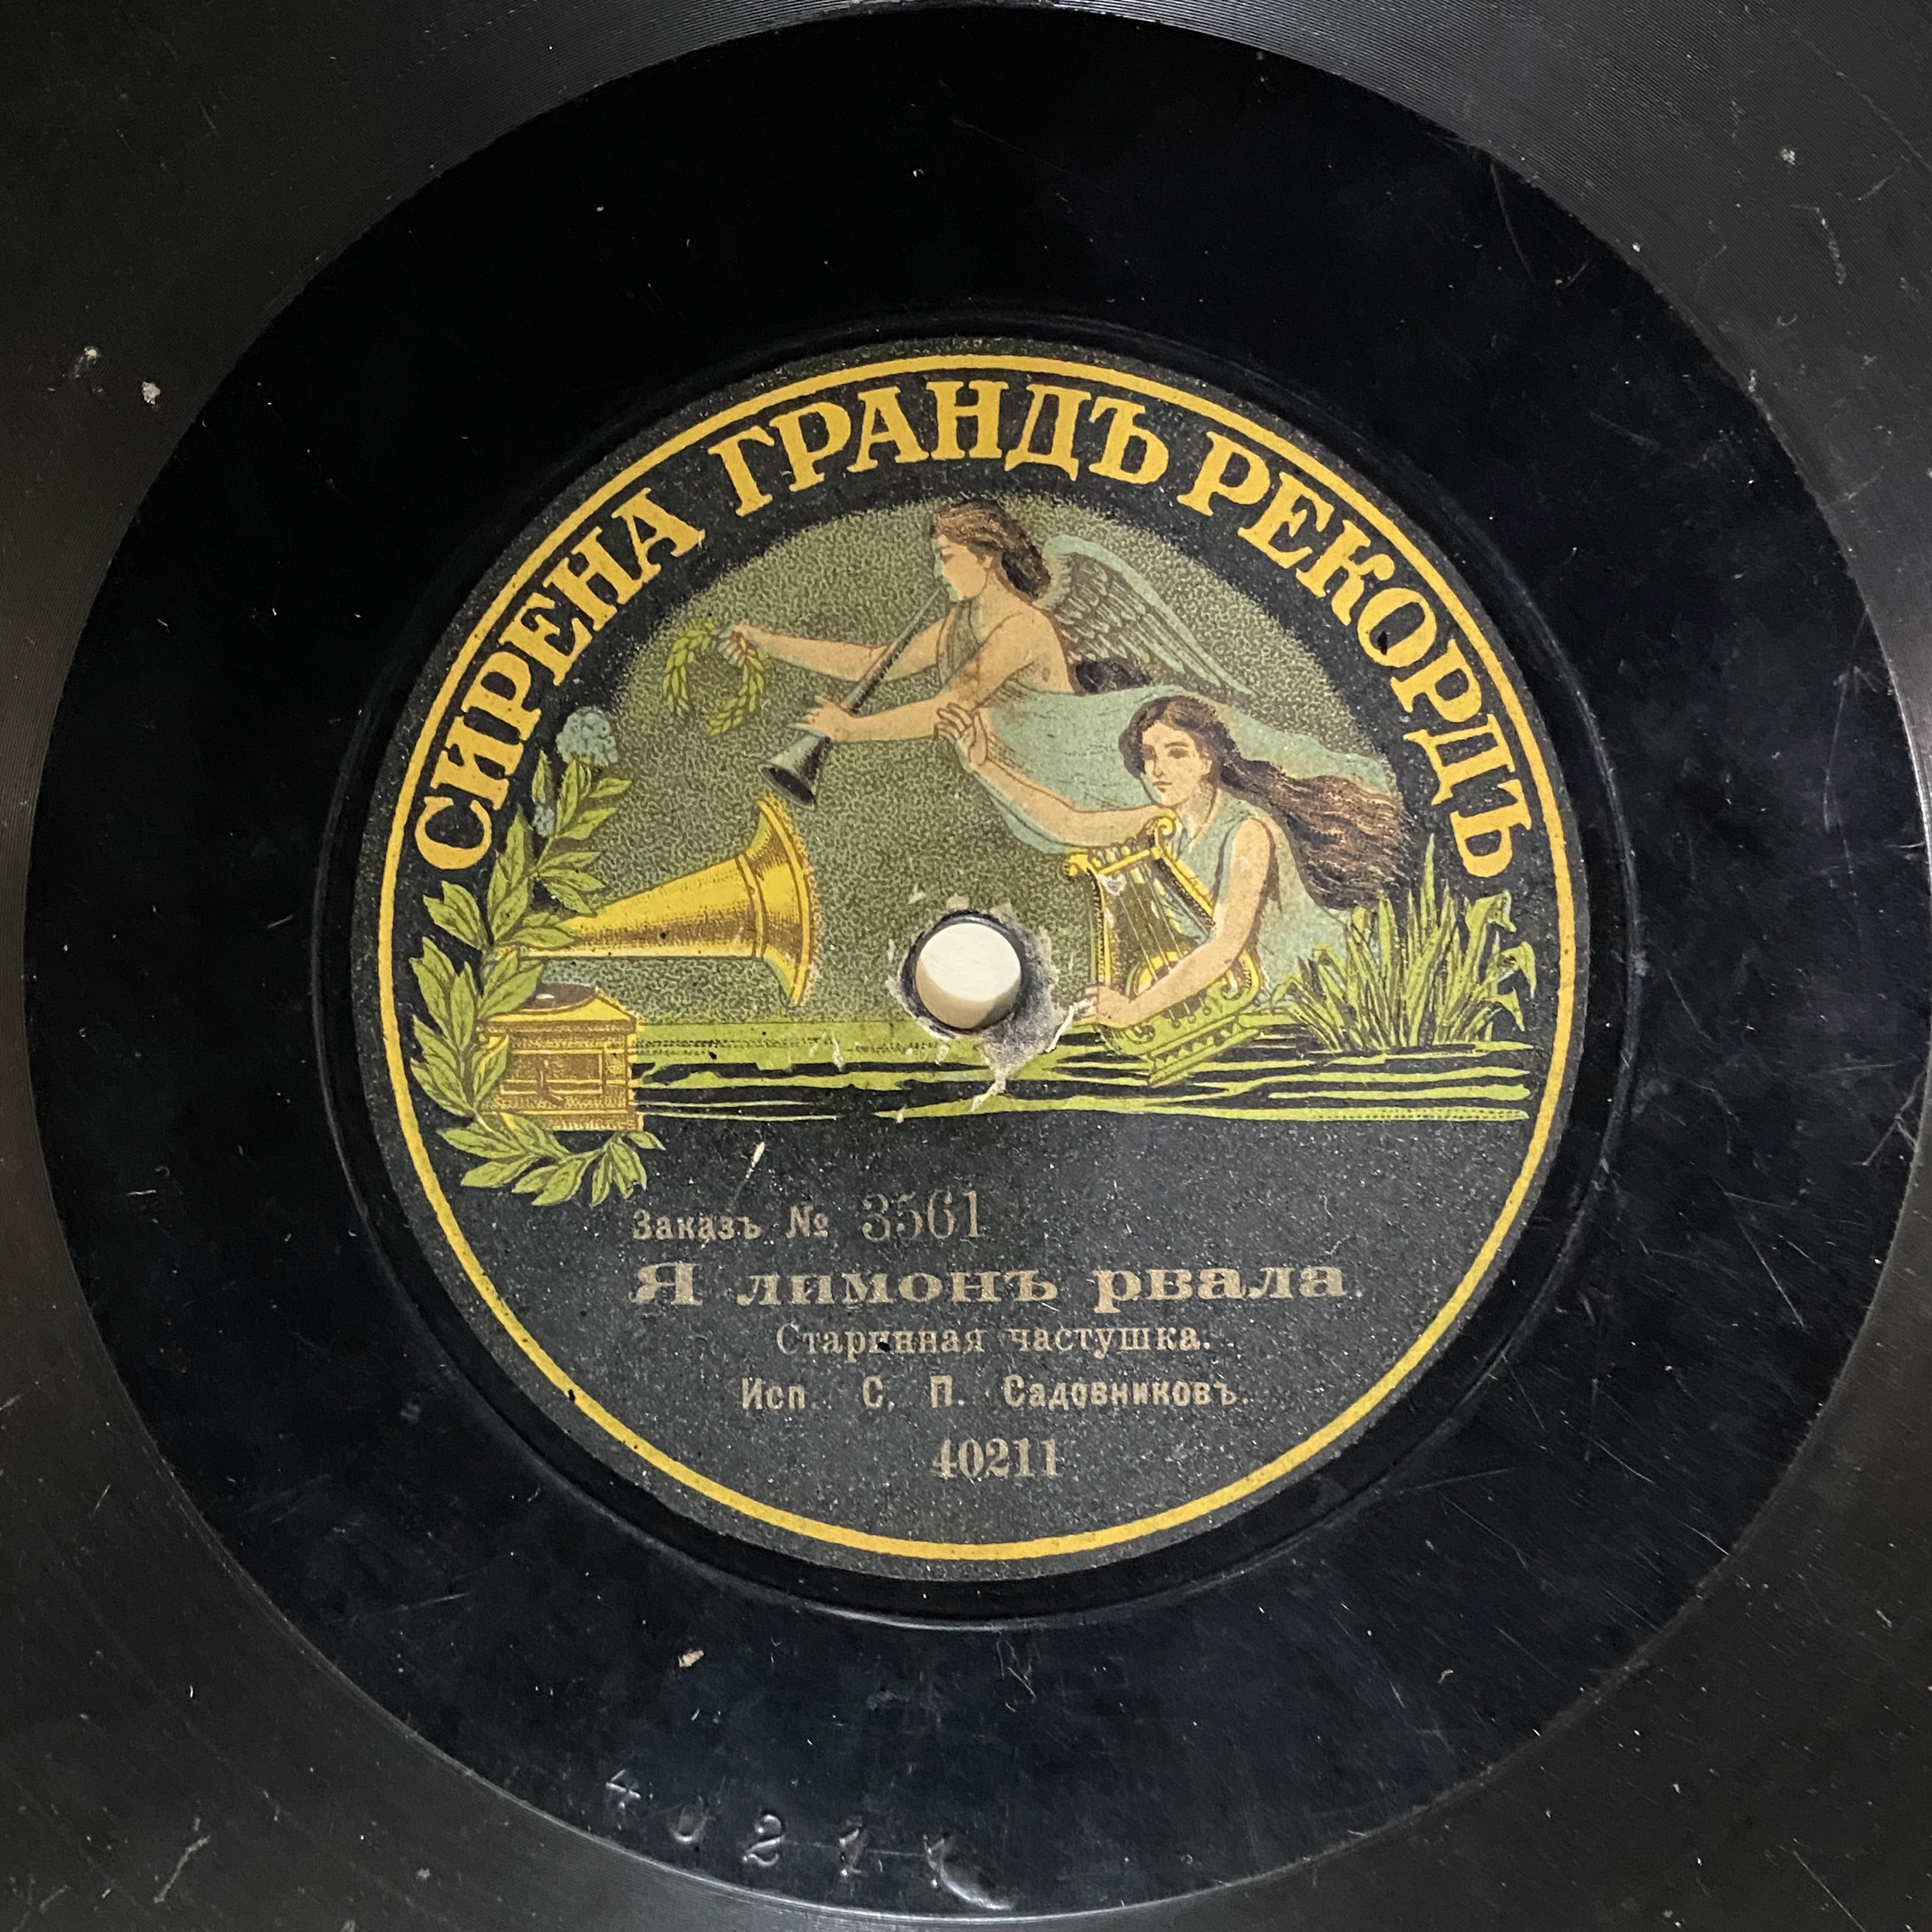 СИРЕНА ГРАНДЪ РЕКОРДЪ
Заказъ № 3561
Я лимонъ рвала.
Старинная частушка.
Исп. С. П. Садовниковъ.
40211
40211